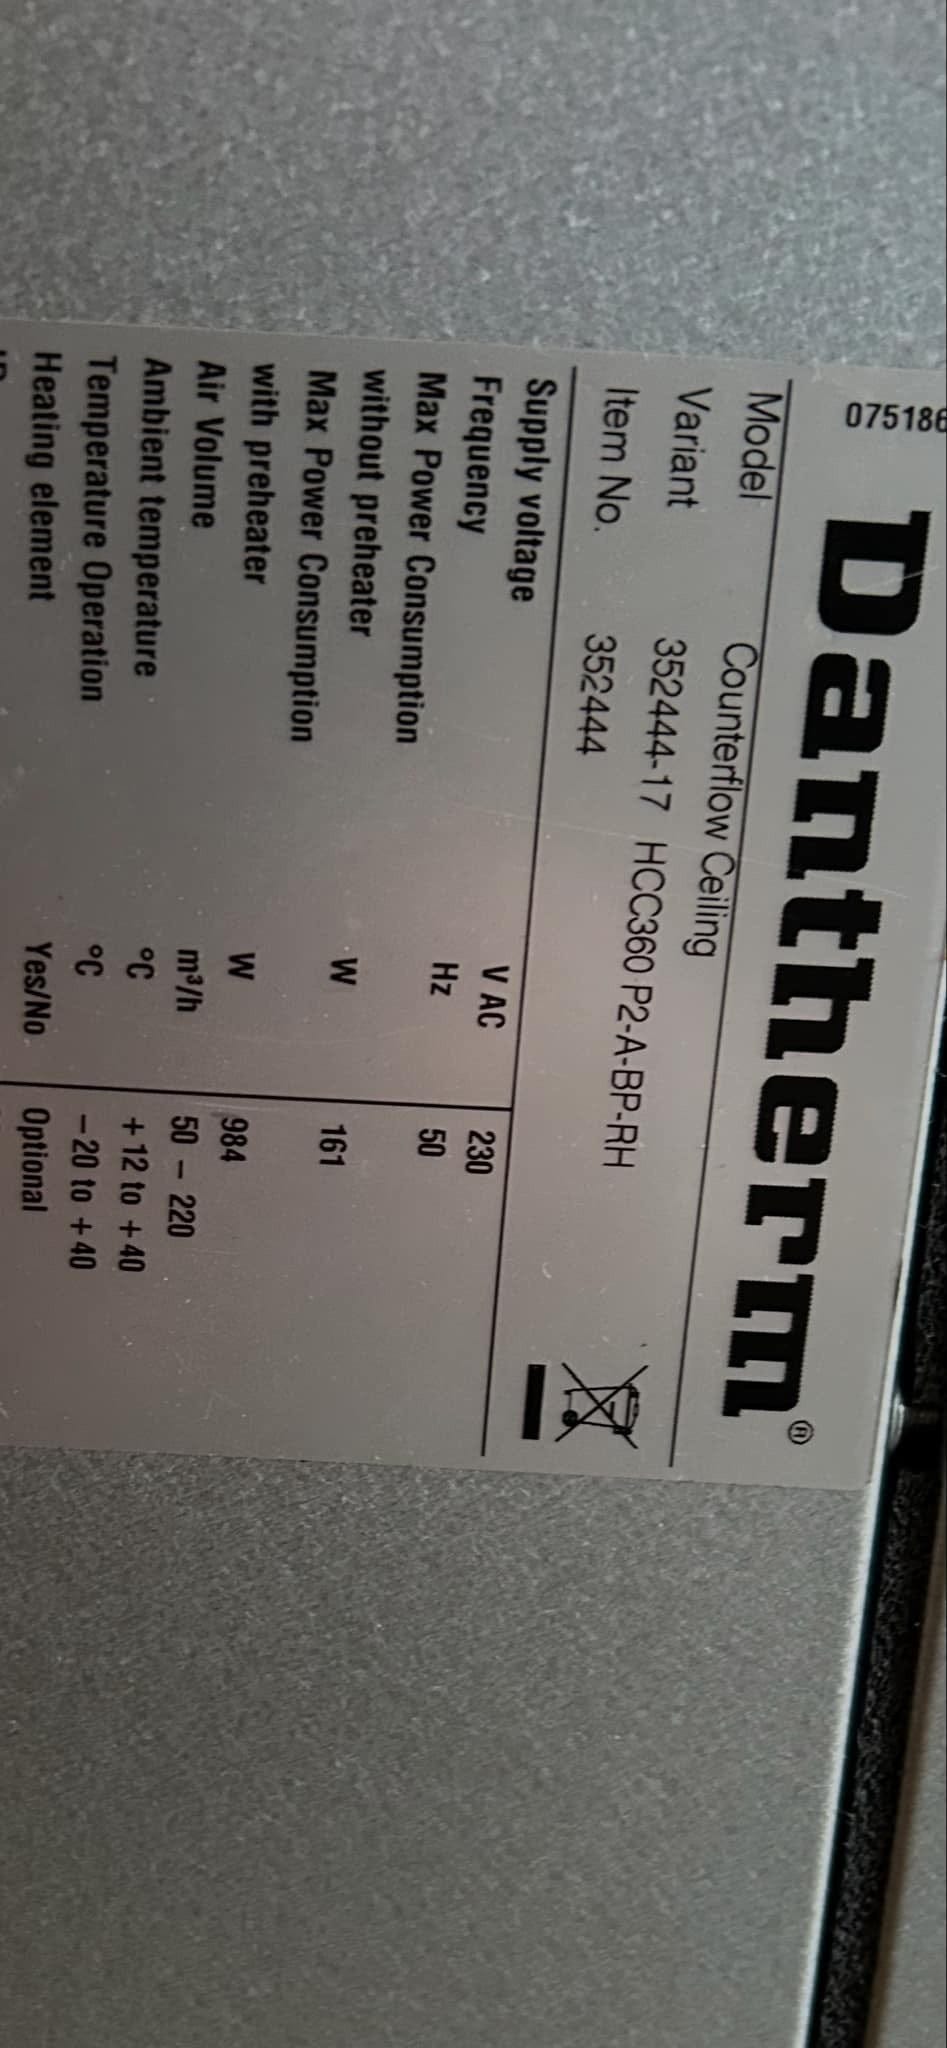 075186
Dantherm®
Model Counterflow Ceiling
Variant 352444-17 HCC360 P2-A-BP-RH
Item No. 352444
Supply voltage V AC 230
Frequency Hz 50
Max Power Consumption
without preheater W 161
Max Power Consumption
with preheater W 984
Air Volume m³/h 50 – 220
Ambient temperature °C +12 to +40
Temperature Operation °C –20 to +40
Heating element Yes/No Optional